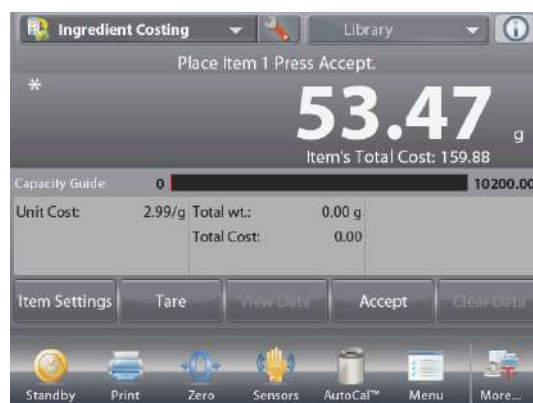 Ingredient Costing
Library
Place Item 1 Press Accept.
*
53.47 g
Item's Total Cost: 159.88
Capacity Guide 0 10200.00
Unit Cost: 2.99/g Total wt.: 0.00 g
Total Cost: 0.00
Item Settings Tare View Data Accept Clear Data
Standby Print Zero Sensors AutoCal™ Menu More...